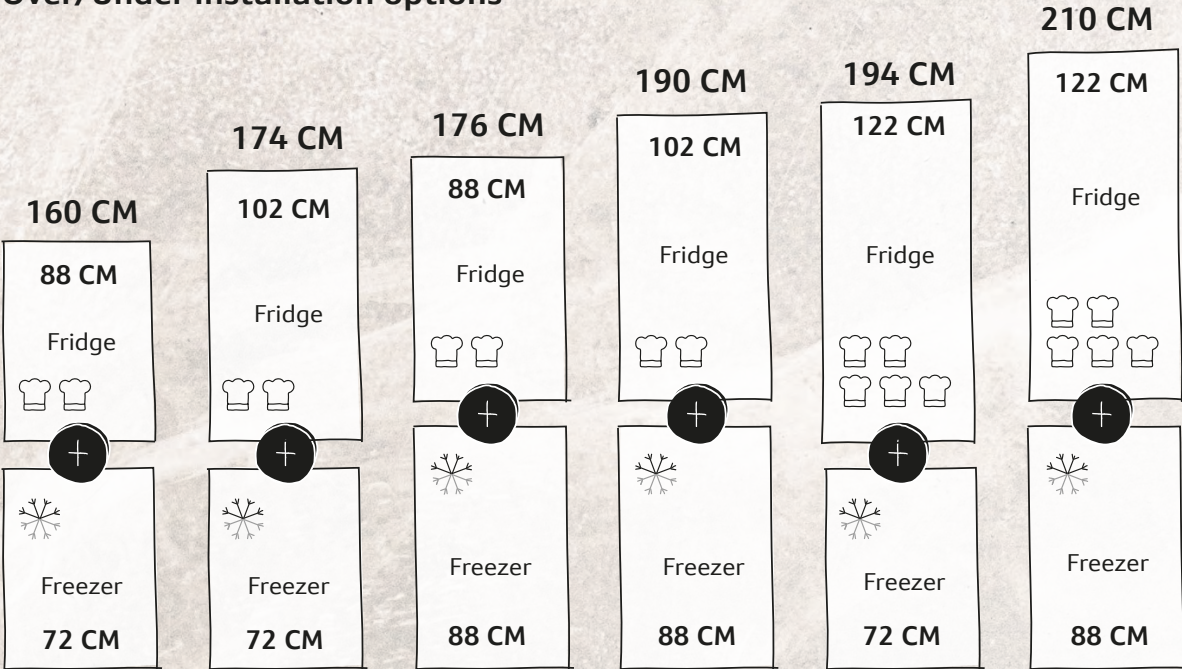 Over/Under installation options
160 CM
88 CM
Fridge
Freezer
72 CM
174 CM
102 CM
Fridge
Freezer
72 CM
176 CM
88 CM
Fridge
Freezer
88 CM
190 CM
102 CM
Fridge
Freezer
88 CM
194 CM
122 CM
Fridge
Freezer
72 CM
210 CM
122 CM
Fridge
Freezer
88 CM